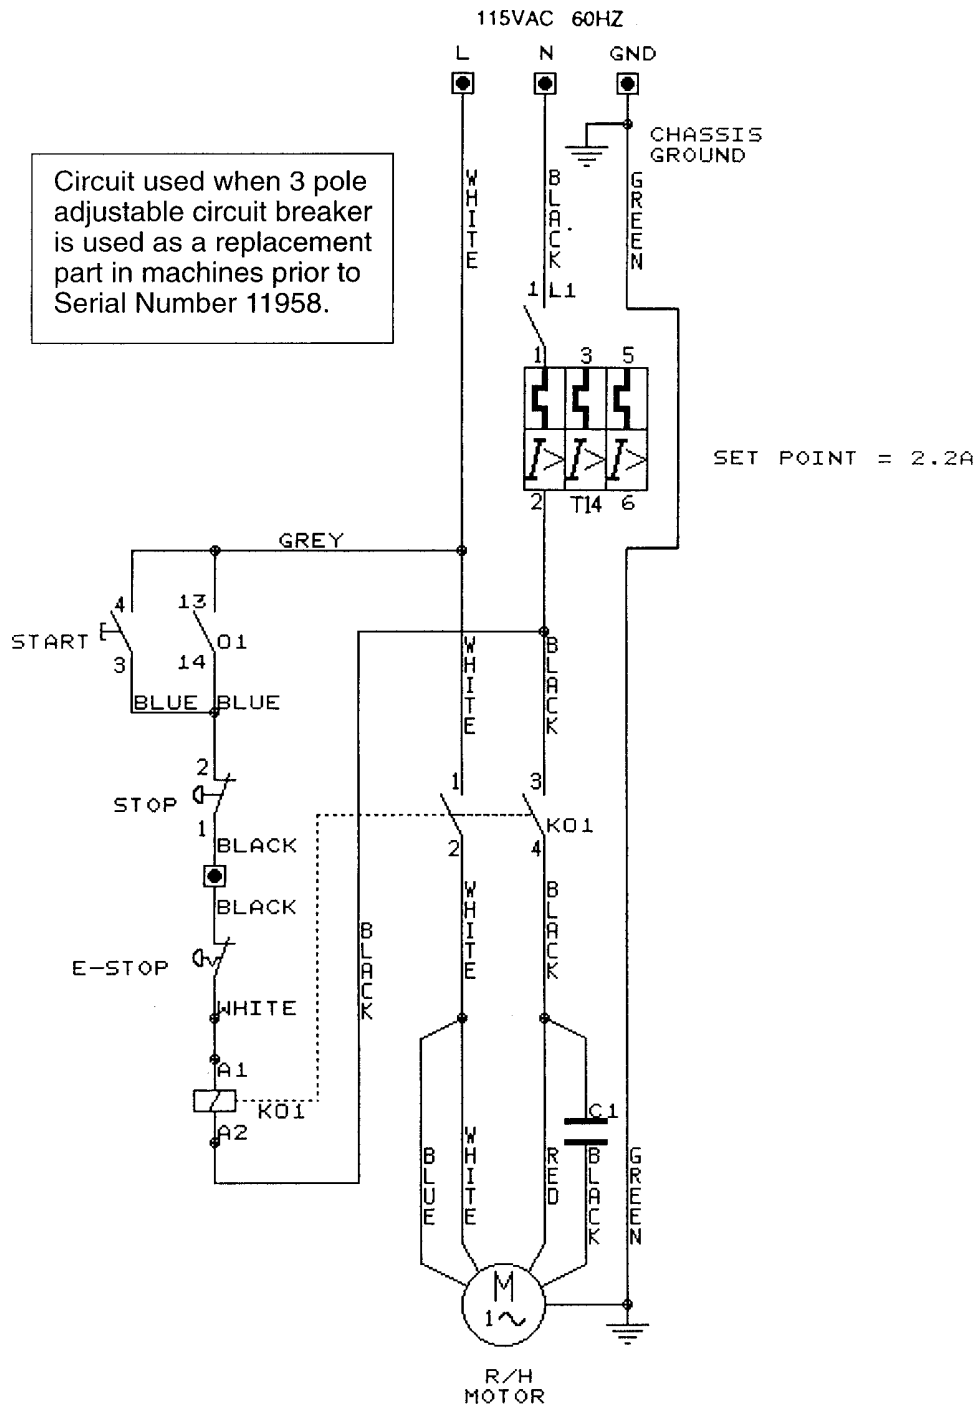 115VAC 60HZ
L N GND
CHASSIS
GROUND
Circuit used when 3 pole
adjustable circuit breaker
is used as a replacement
part in machines prior to
Serial Number 11958.
WHITE
BLACK
GREEN
1 L1
1 3 5
SET POINT = 2.2A
2 T14 6
GREY
4
START
3
13
01
14
BLUE BLUE
WHITE
BLACK
2
STOP
1
BLACK
1
2
3
4
K01
BLACK
E-STOP
WHITE
BLACK
WHITE
BLACK
A1
K01
A2
C1
BLUE
WHITE
RED
BLACK
GREEN
M
1~
R/H
MOTOR